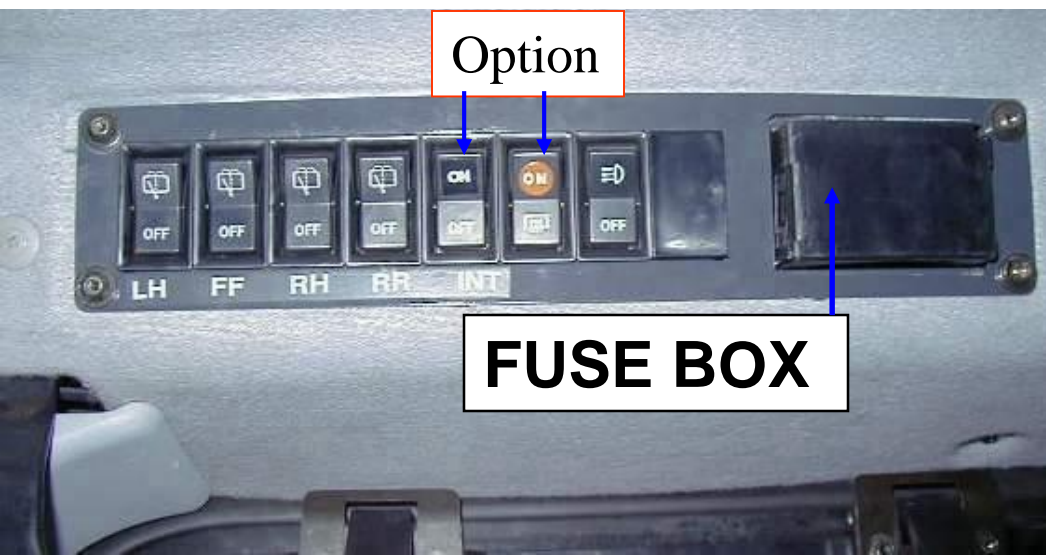 Option
ON ON
OFF OFF OFF OFF OFF OFF
LH FF RH RR INT
FUSE BOX